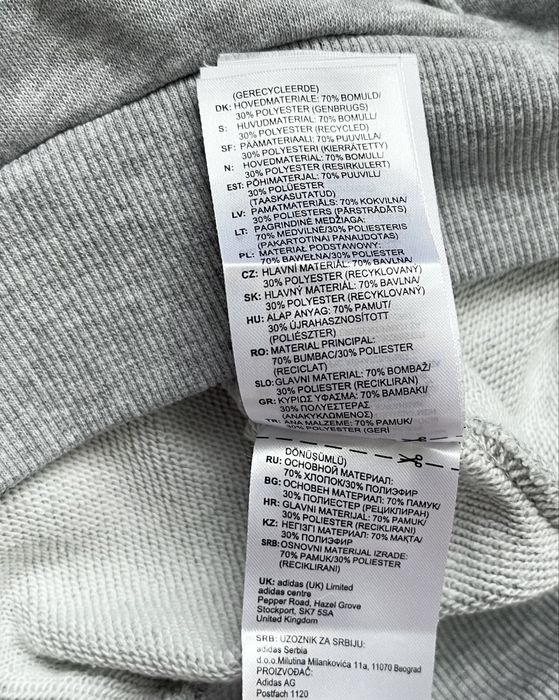 (GERECYCLEERDE)
DK: HOVEDMATERIALE: 70% BOMULD/
30% POLYESTER (GENBRUGS)
S: HUVUDMATERIAL: 70% BOMULL/
30% POLYESTER (RECYCLED)
SF: PÄÄMATERIAALI: 70% PUUVILLA/
30% POLYESTERI (KIERRÄTETTY)
N: HOVEDMATERIAL: 70% BOMULL/
30% POLYESTER (RESIRKULERT)
EST: PÕHIMATERJAL: 70% PUUVILL/
30% POLÜESTER
(TAASKASUTATUD)
LV: PAMATMATERIĀLS: 70% KOKVILNA/
30% POLIESTERS (PĀRSTRĀDĀTS)
LT: PAGRINDINĖ MEDŽIAGA:
70% MEDVILNĖ/30% POLIESTERIS
(PAKARTOTINAI PANAUDOTAS)
PL: MATERIAŁ PODSTAWOWY:
70% BAWEŁNA/30% POLIESTER
CZ: HLAVNÍ MATERIÁL: 70% BAVLNA/
30% POLYESTER (RECYKLOVANÝ)
SK: HLAVNÝ MATERIÁL: 70% BAVLNA/
30% POLYESTER (RECYKLOVANÝ)
HU: ALAP ANYAG: 70% PAMUT/
30% ÚJRAHASZNOSÍTOTT
(POLIÉSZTER)
RO: MATERIAL PRINCIPAL:
70% BUMBAC/30% POLIESTER
(RECICLAT)
SLO: GLAVNI MATERIAL: 70% BOMBAŽ/
30% POLIESTER (RECIKLIRAN)
GR: ΚΥΡΙΩΣ ΥΦΑΣΜΑ: 70% ΒΑΜΒΑΚΙ/
30% ΠΟΛΥΕΣΤΕΡΑΣ
(ΑΝΑΚΥΚΛΩΜΕΝΟΣ)
TR: ANA MALZEME: 70% PAMUK/
30% POLYESTER (GERİ
DÖNÜŞÜMLÜ)
RU: ОСНОВНОЙ МАТЕРИАЛ:
70% ХЛОПОК/30% ПОЛИЭФИР
BG: ОСНОВЕН МАТЕРИАЛ: 70% ПАМУК/
30% ПОЛИЕСТЕР (РЕЦИКЛИРАН)
HR: GLAVNI MATERIJAL: 70% PAMUK/
30% POLIESTER (RECIKLIRANI)
KZ: НЕГІЗГІ МАТЕРИАЛ: 70% МАҚТА/
30% ПОЛИЭФИР
SRB: OSNOVNI MATERIJAL IZRADE:
70% PAMUK/30% POLIESTER
(RECIKLIRANI)
UK: adidas (UK) Limited
adidas centre
Pepper Road, Hazel Grove
Stockport, SK7 5SA
United Kingdom
SRB: UZOZNIK ZA SRBIJU:
adidas Serbia
d.o.o.Milutina Milankovića 11a, 11070 Beograd
PROIZVOĐAČ:
Adidas AG
Postfach 1120